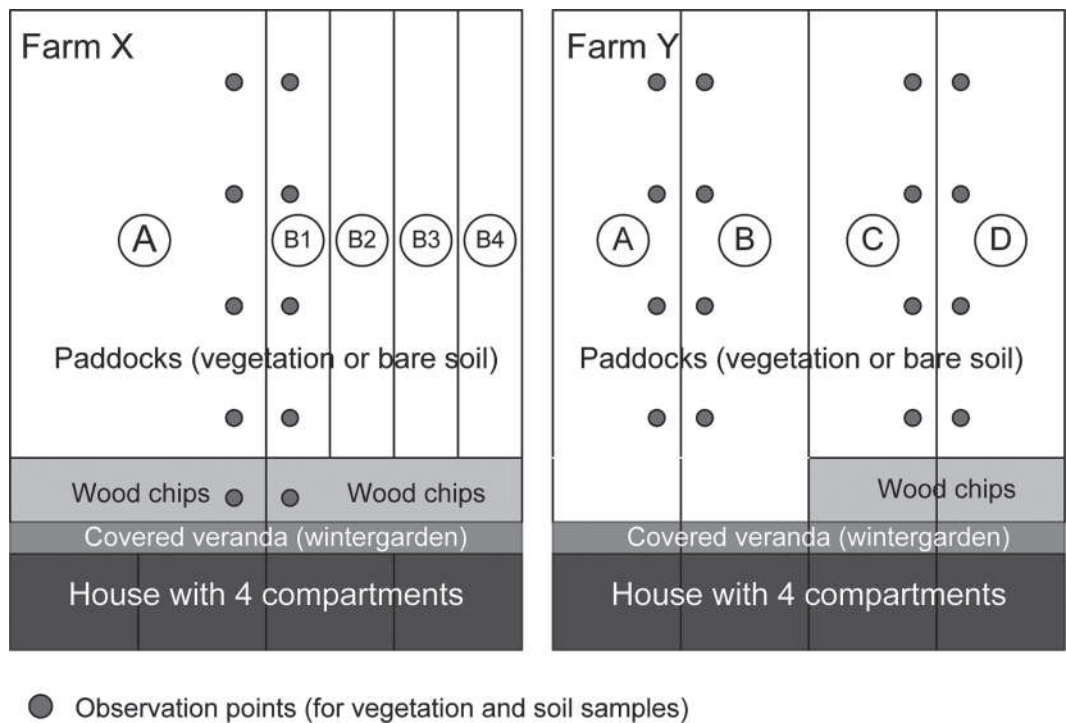 Farm X
A
B1
B2
B3
B4
Paddocks (vegetation or bare soil)
Wood chips
Wood chips
Covered veranda (wintergarden)
House with 4 compartments
Farm Y
A
B
C
D
Paddocks (vegetation or bare soil)
Wood chips
Covered veranda (wintergarden)
House with 4 compartments
Observation points (for vegetation and soil samples)